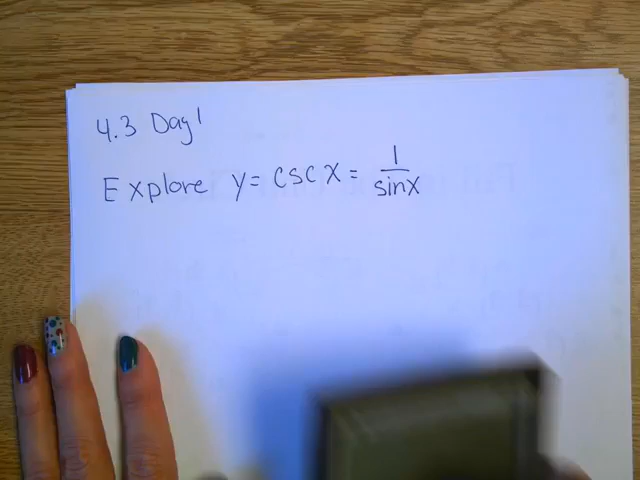 4.3 Day 1
Explore y = csc x = 1/sinx